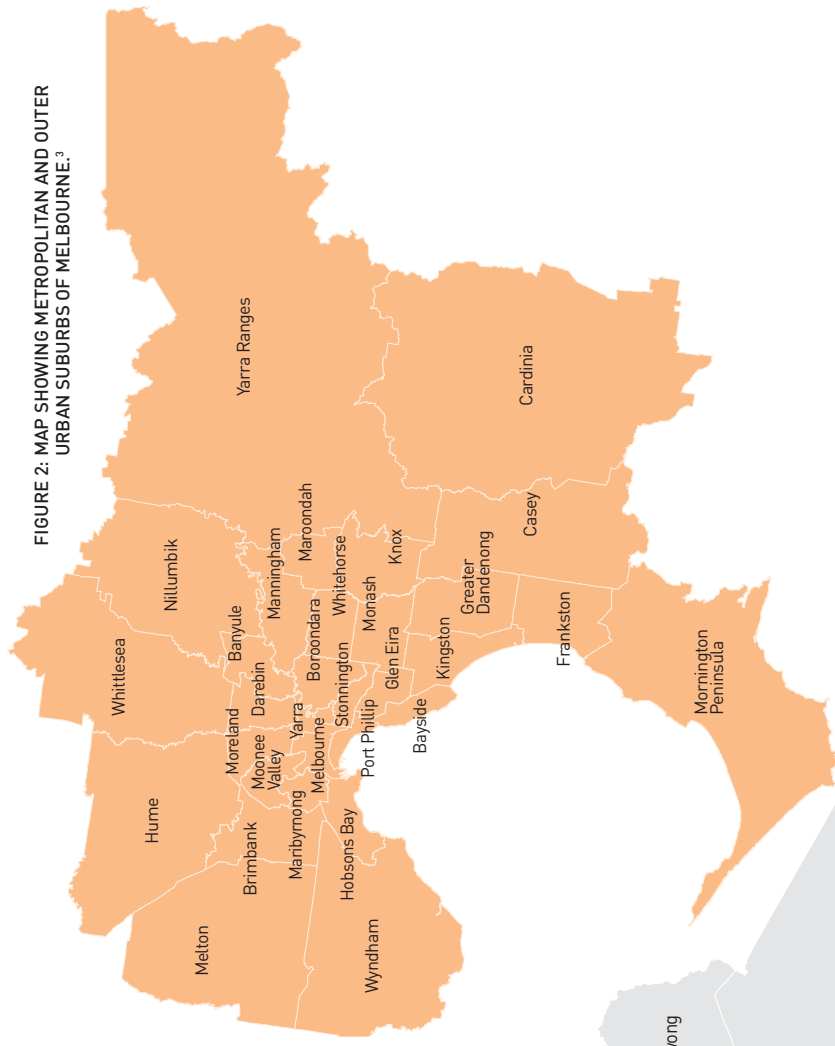 FIGURE 2: MAP SHOWING METROPOLITAN AND OUTER
URBAN SUBURBS OF MELBOURNE.3
Whittlesea
Nillumbik
Yarra Ranges
Hume
Moreland
Darebin
Banyule
Manningham
Maroondah
Melton
Brimbank
Moonee
Valley
Yarra
Boroondara
Whitehorse
Maribyrnong
Melbourne
Stonnington
Monash
Knox
Wyndham
Hobsons Bay
Port Phillip
Glen Eira
Bayside
Kingston
Greater
Dandenong
Casey
Cardinia
Frankston
Mornington
Peninsula